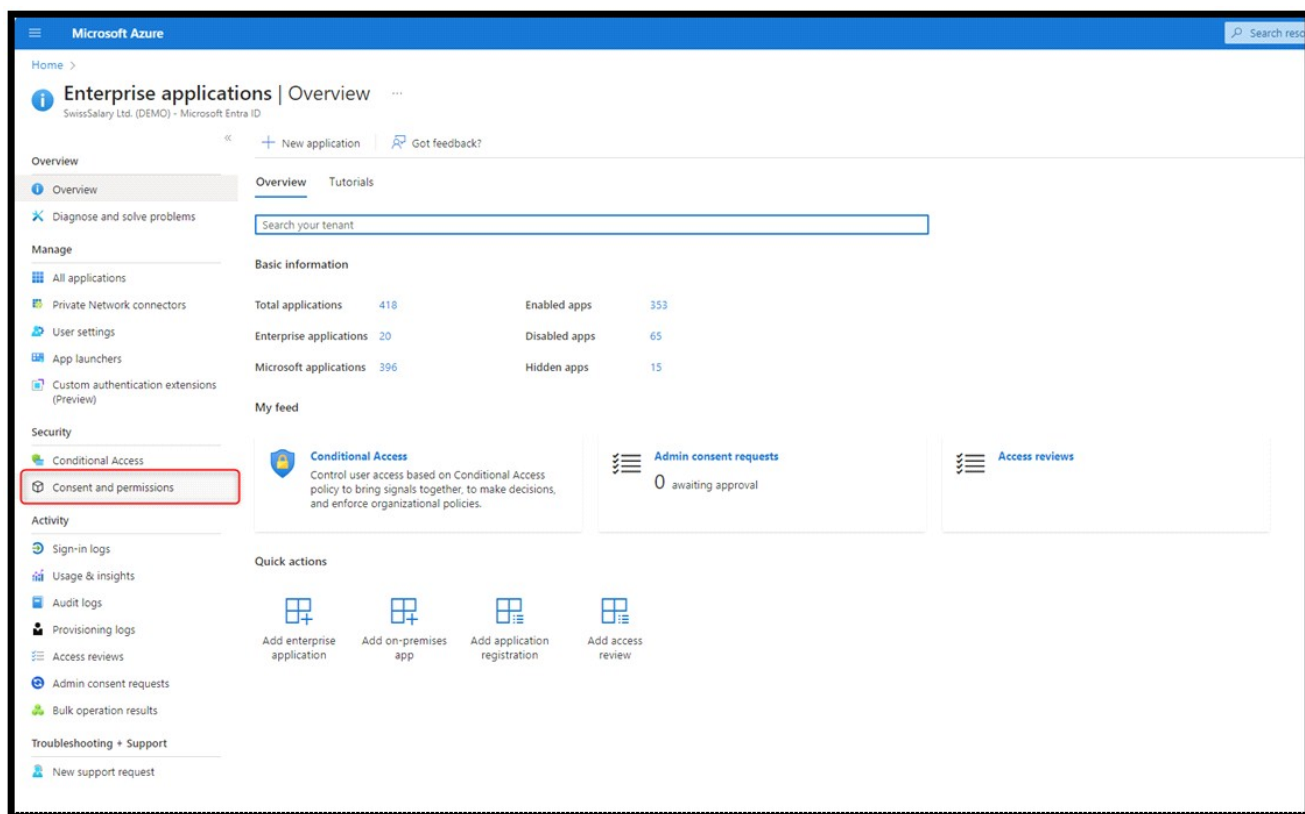 Microsoft Azure
Search reso
Home >
Enterprise applications | Overview ...
SwissSalary Ltd. (DEMO) - Microsoft Entra ID
«
New application
Got feedback?
Overview
Overview
Diagnose and solve problems
Manage
All applications
Private Network connectors
User settings
App launchers
Custom authentication extensions
(Preview)
Security
Conditional Access
Consent and permissions
Activity
Sign-in logs
Usage & insights
Audit logs
Provisioning logs
Access reviews
Admin consent requests
Bulk operation results
Troubleshooting + Support
New support request
Overview Tutorials
Search your tenant
Basic information
Total applications 418 Enabled apps 353
Enterprise applications 20 Disabled apps 65
Microsoft applications 396 Hidden apps 15
My feed
Conditional Access
Control user access based on Conditional Access
policy to bring signals together, to make decisions,
and enforce organizational policies.
Admin consent requests
0 awaiting approval
Access reviews
Quick actions
Add enterprise
application
Add on-premises
app
Add application
registration
Add access
review